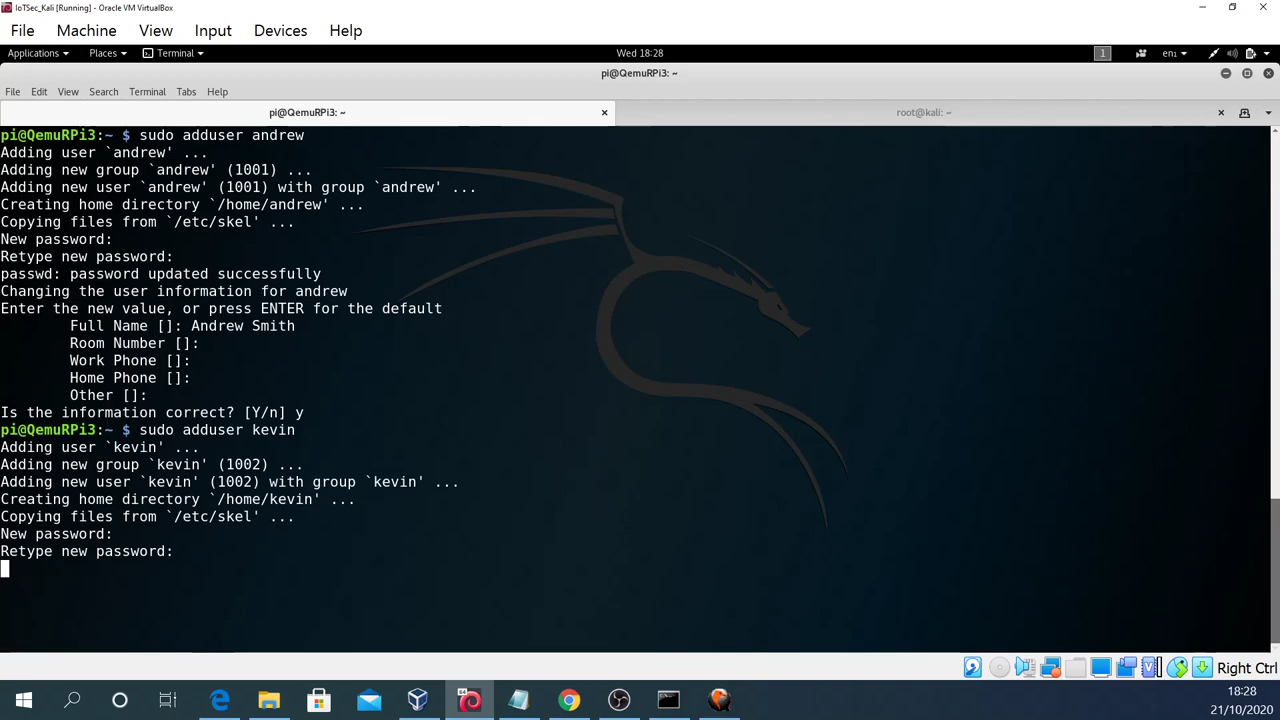 IoTSec_Kali [Running] - Oracle VM VirtualBox
File Machine View Input Devices Help
Applications Places Terminal Wed 18:28 1 en₁
pi@QemuRPi3: ~
File Edit View Search Terminal Tabs Help
pi@QemuRPi3: ~ root@kali: ~
pi@QemuRPi3:~ $ sudo adduser andrew
Adding user `andrew' ...
Adding new group `andrew' (1001) ...
Adding new user `andrew' (1001) with group `andrew' ...
Creating home directory `/home/andrew' ...
Copying files from `/etc/skel' ...
New password:
Retype new password:
passwd: password updated successfully
Changing the user information for andrew
Enter the new value, or press ENTER for the default
Full Name []: Andrew Smith
Room Number []:
Work Phone []:
Home Phone []:
Other []:
Is the information correct? [Y/n] y
pi@QemuRPi3:~ $ sudo adduser kevin
Adding user `kevin' ...
Adding new group `kevin' (1002) ...
Adding new user `kevin' (1002) with group `kevin' ...
Creating home directory `/home/kevin' ...
Copying files from `/etc/skel' ...
New password:
Retype new password:
Right Ctrl
18:28
21/10/2020